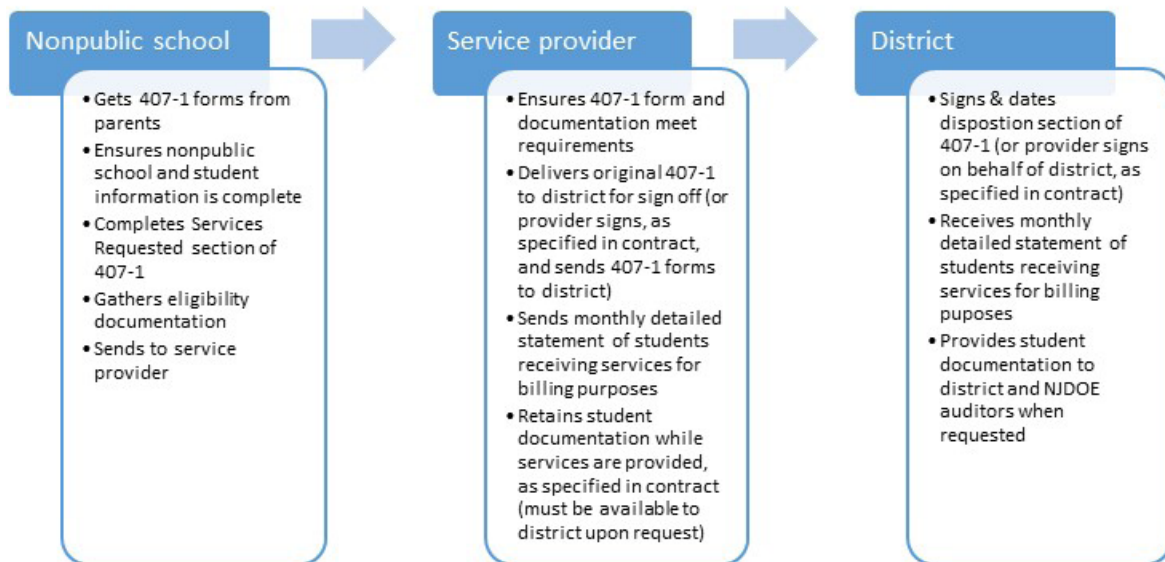 Nonpublic school
• Gets 407-1 forms from
parents
• Ensures nonpublic
school and student
information is complete
• Completes Services
Requested section of
407-1
• Gathers eligibility
documentation
• Sends to service
provider
Service provider
• Ensures 407-1 form and
documentation meet
requirements
• Delivers original 407-1
to district for sign off (or
provider signs, as
specified in contract,
and sends 407-1 forms
to district)
• Sends monthly detailed
statement of students
receiving services for
billing purposes
• Retains student
documentation while
services are provided,
as specified in contract
(must be available to
district upon request)
District
• Signs & dates
dispostion section of
407-1 (or provider signs
on behalf of district, as
specified in contract)
• Receives monthly
detailed statement of
students receiving
services for billing
puposes
• Provides student
documentation to
district and NJDOE
auditors when
requested